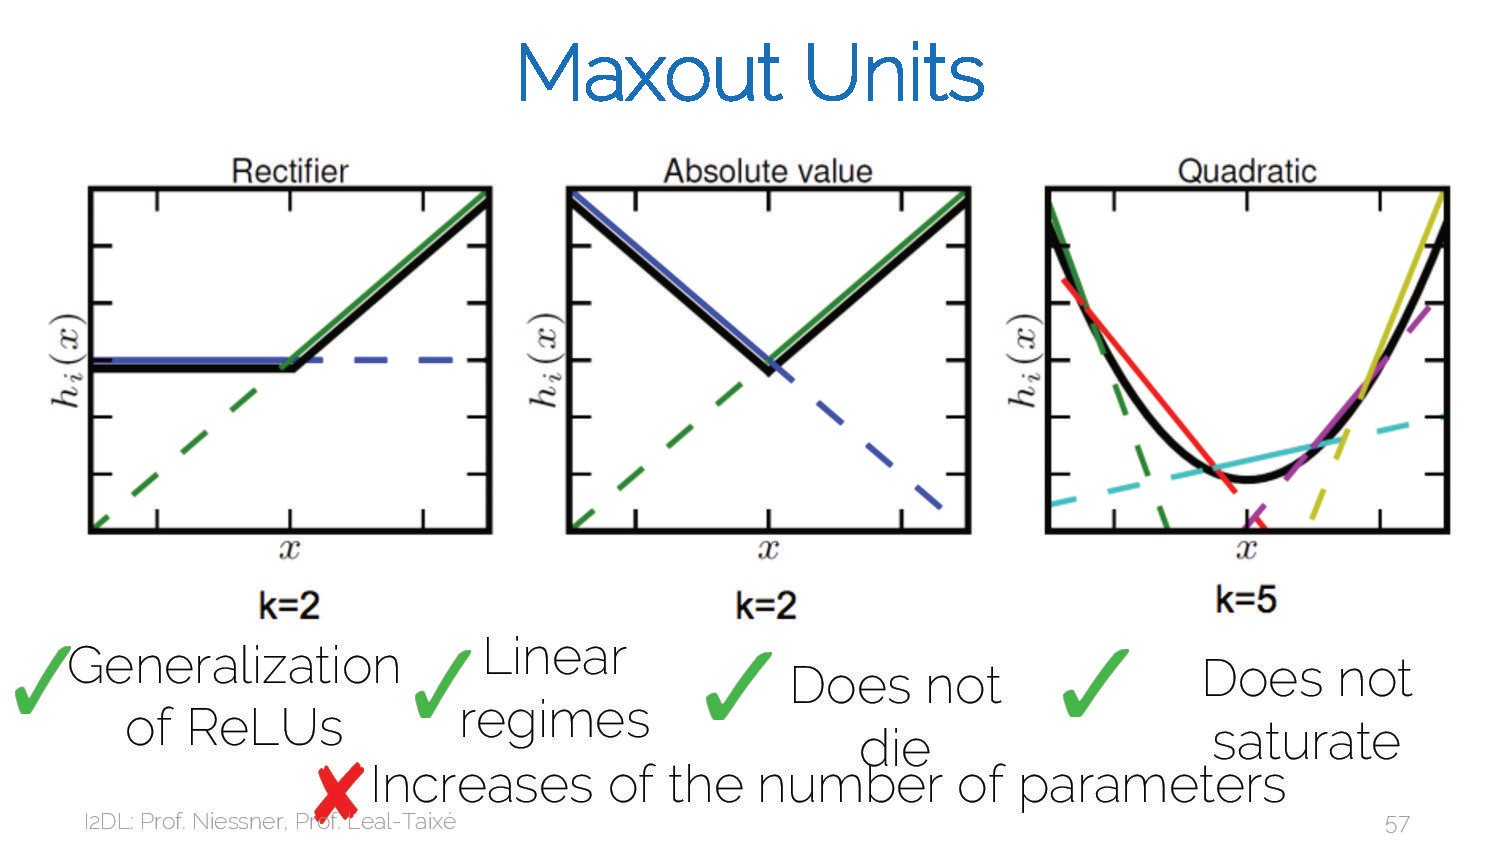 Maxout Units
Rectifier
Absolute value
Quadratic
h_i(x)
h_i(x)
h_i(x)
x
x
x
k=2
k=2
k=5
Generalization
of ReLUs
Linear
regimes
Does not
die
Does not
saturate
Increases of the number of parameters
I2DL: Prof. Niessner, Prof. Leal-Taixé
57